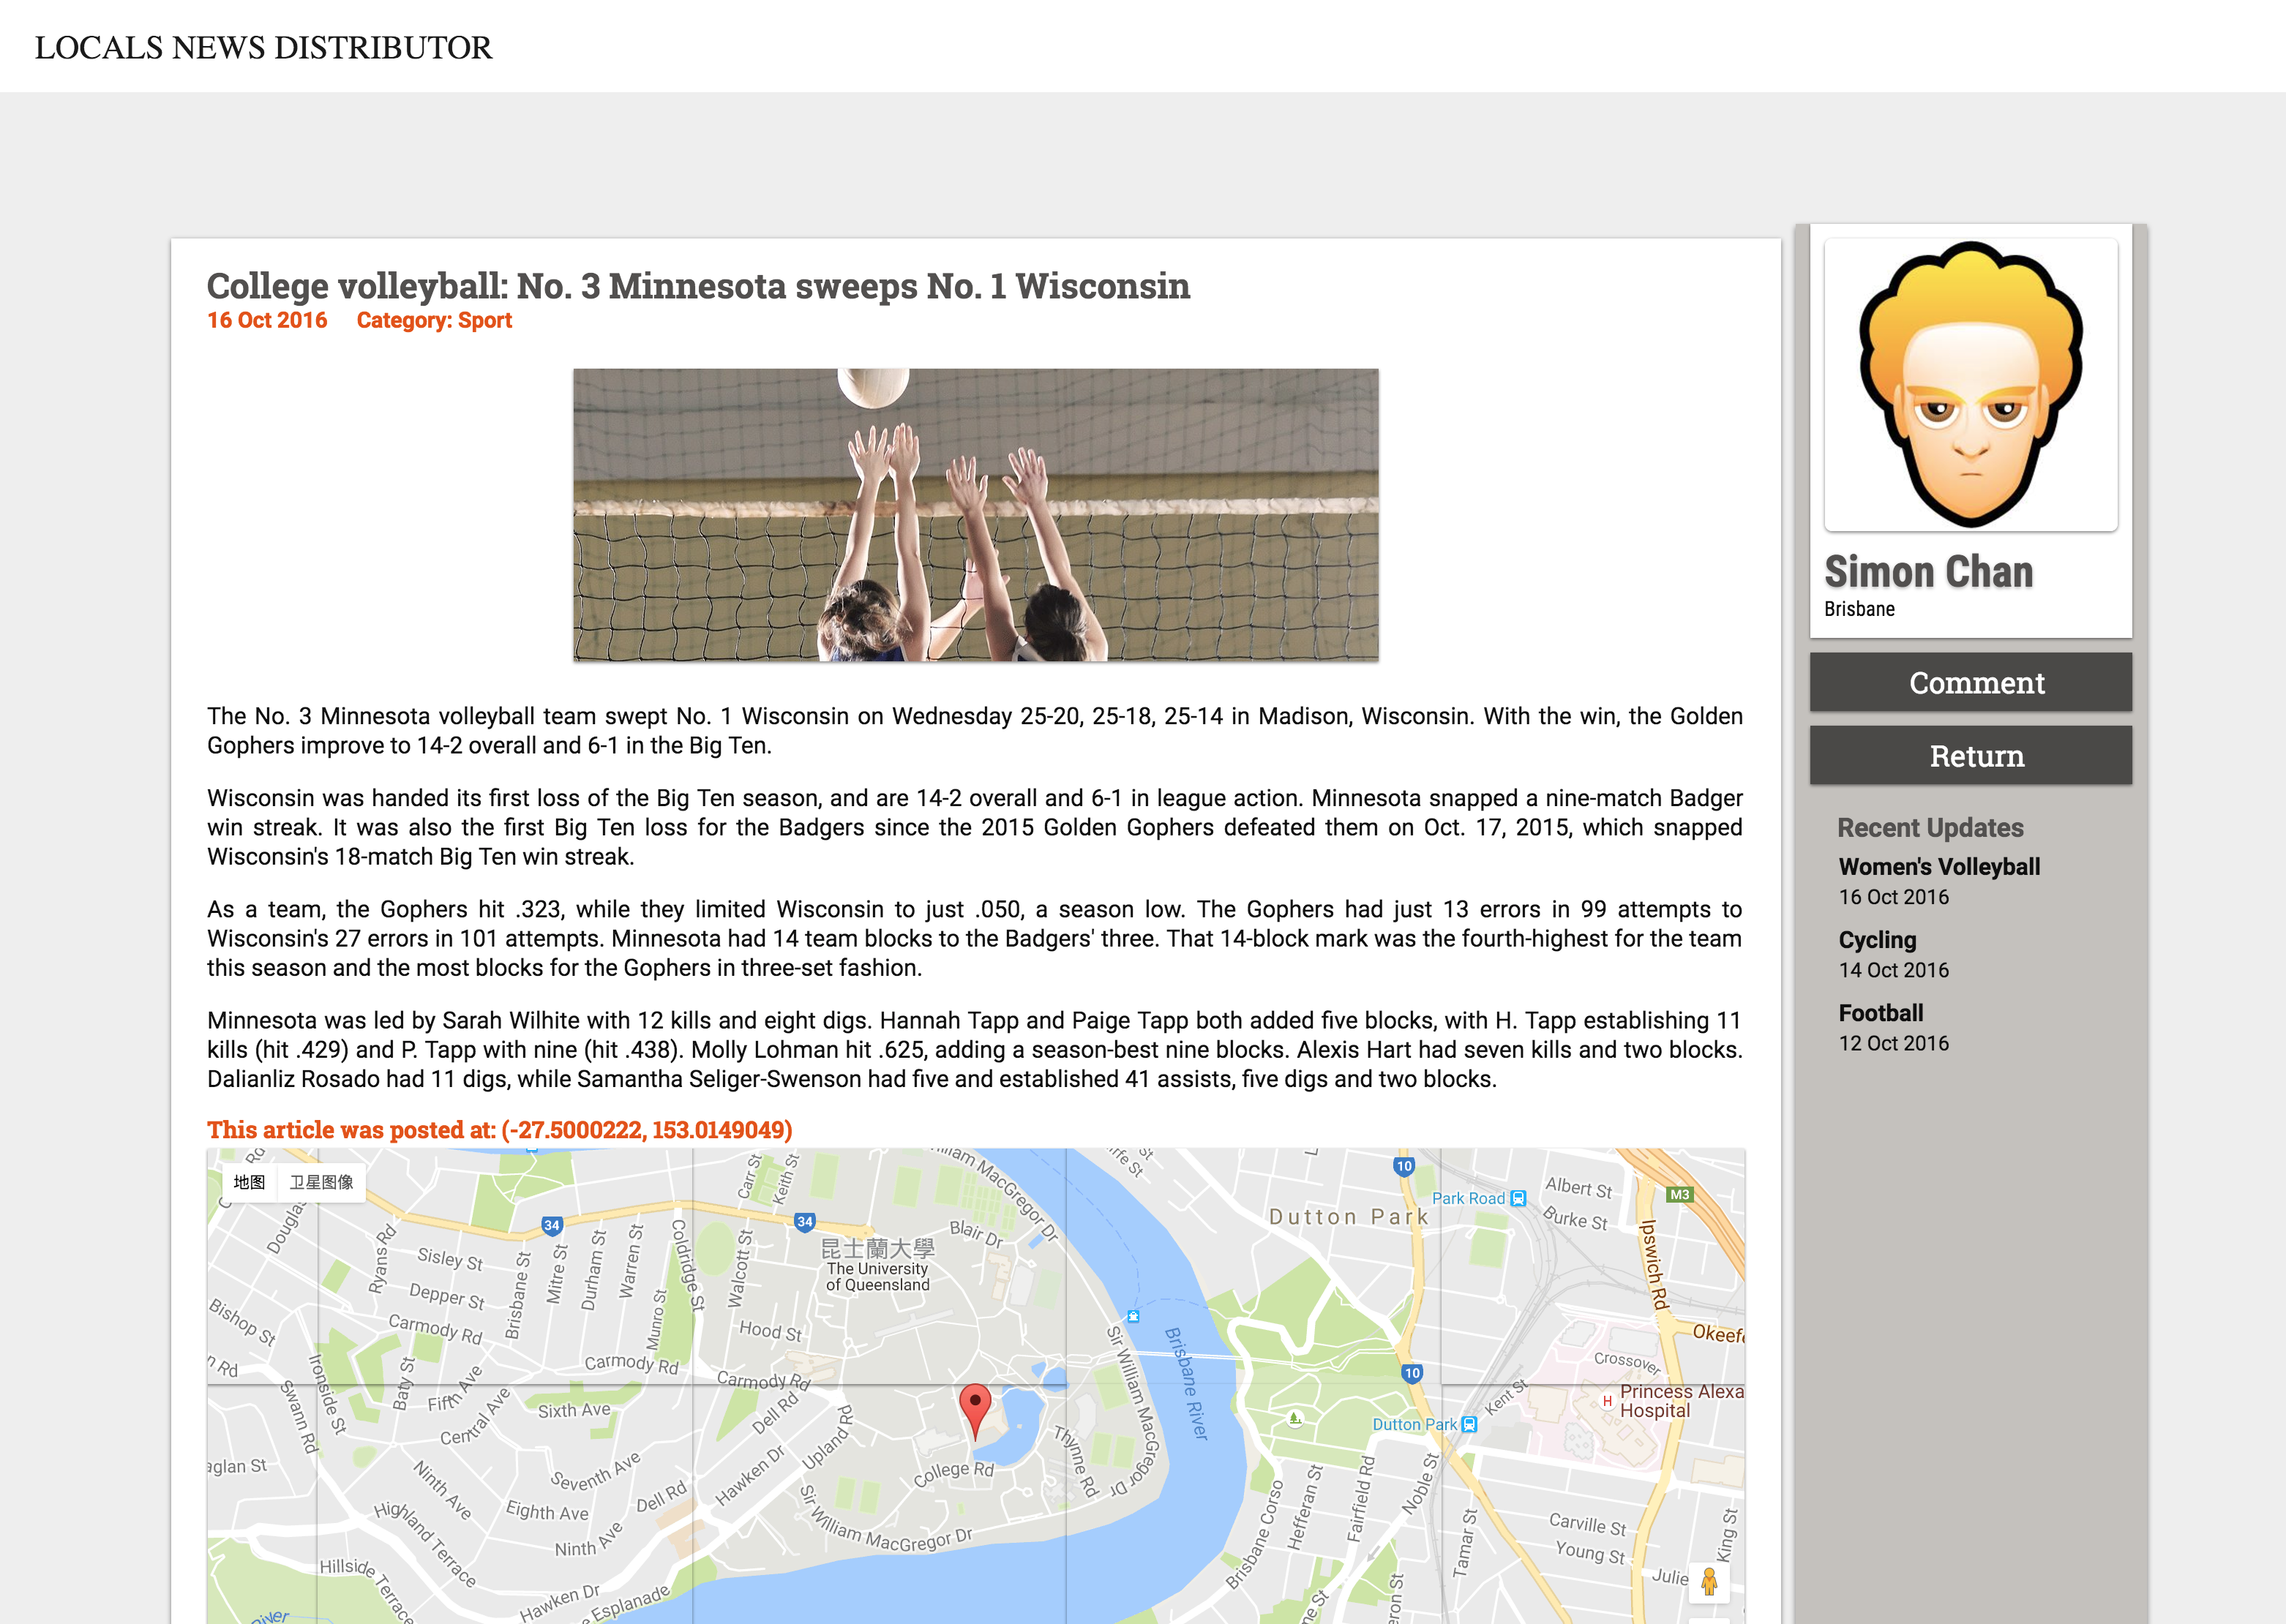 LOCALS NEWS DISTRIBUTOR
College volleyball: No. 3 Minnesota sweeps No. 1 Wisconsin
16 Oct 2016 Category: Sport
The No. 3 Minnesota volleyball team swept No. 1 Wisconsin on Wednesday 25-20, 25-18, 25-14 in Madison, Wisconsin. With the win, the Golden
Gophers improve to 14-2 overall and 6-1 in the Big Ten.
Wisconsin was handed its first loss of the Big Ten season, and are 14-2 overall and 6-1 in league action. Minnesota snapped a nine-match Badger
win streak. It was also the first Big Ten loss for the Badgers since the 2015 Golden Gophers defeated them on Oct. 17, 2015, which snapped
Wisconsin's 18-match Big Ten win streak.
As a team, the Gophers hit .323, while they limited Wisconsin to just .050, a season low. The Gophers had just 13 errors in 99 attempts to
Wisconsin's 27 errors in 101 attempts. Minnesota had 14 team blocks to the Badgers' three. That 14-block mark was the fourth-highest for the team
this season and the most blocks for the Gophers in three-set fashion.
Minnesota was led by Sarah Wilhite with 12 kills and eight digs. Hannah Tapp and Paige Tapp both added five blocks, with H. Tapp establishing 11
kills (hit .429) and P. Tapp with nine (hit .438). Molly Lohman hit .625, adding a season-best nine blocks. Alexis Hart had seven kills and two blocks.
Dalianliz Rosado had 11 digs, while Samantha Seliger-Swenson had five and established 41 assists, five digs and two blocks.
This article was posted at: (-27.5000222, 153.0149049)
地图 卫星图像
Rd
Douglas
Ryans Rd
Sisley St
Depper St
Carmody Rd
Bishop St
Brisbane St
34
Mitre St
Durham St
Warren St
Munro St
Coldridge St
Walcott St
Carr St
Keith St
34
Blair Dr
昆士蘭大學
The University
of Queensland
Hood St
Carmody Rd
Carmody Rd
William MacGregor Dr
Sir William MacGregor Dr
Brisbane River
Dutton Park
10
Park Road
Albert St
Burke St
M3
Ipswich Rd
Crossover
10
Kent St
Dutton Park
H
Princess Alexa
Hospital
n Rd
Swann Rd
Ironside St
Baty St
Fifth Ave
Central Ave
Sixth Ave
Seventh Ave
Eighth Ave
Ninth Ave
Ninth Ave
Highland Terrace
Hillside Terrace
aglan St
Dell Rd
Dell Rd
Hawken Dr
Upland Rd
College Rd
Thynne Rd
Sir William MacGregor Dr
Hawken Dr
Esplanade
Brisbane Corso
Hefferan St
Fairfield Rd
Noble St
Tamar St
Carville St
Young St
King St
Julie
River
Simon Chan
Brisbane
Comment
Return
Recent Updates
Women's Volleyball
16 Oct 2016
Cycling
14 Oct 2016
Football
12 Oct 2016